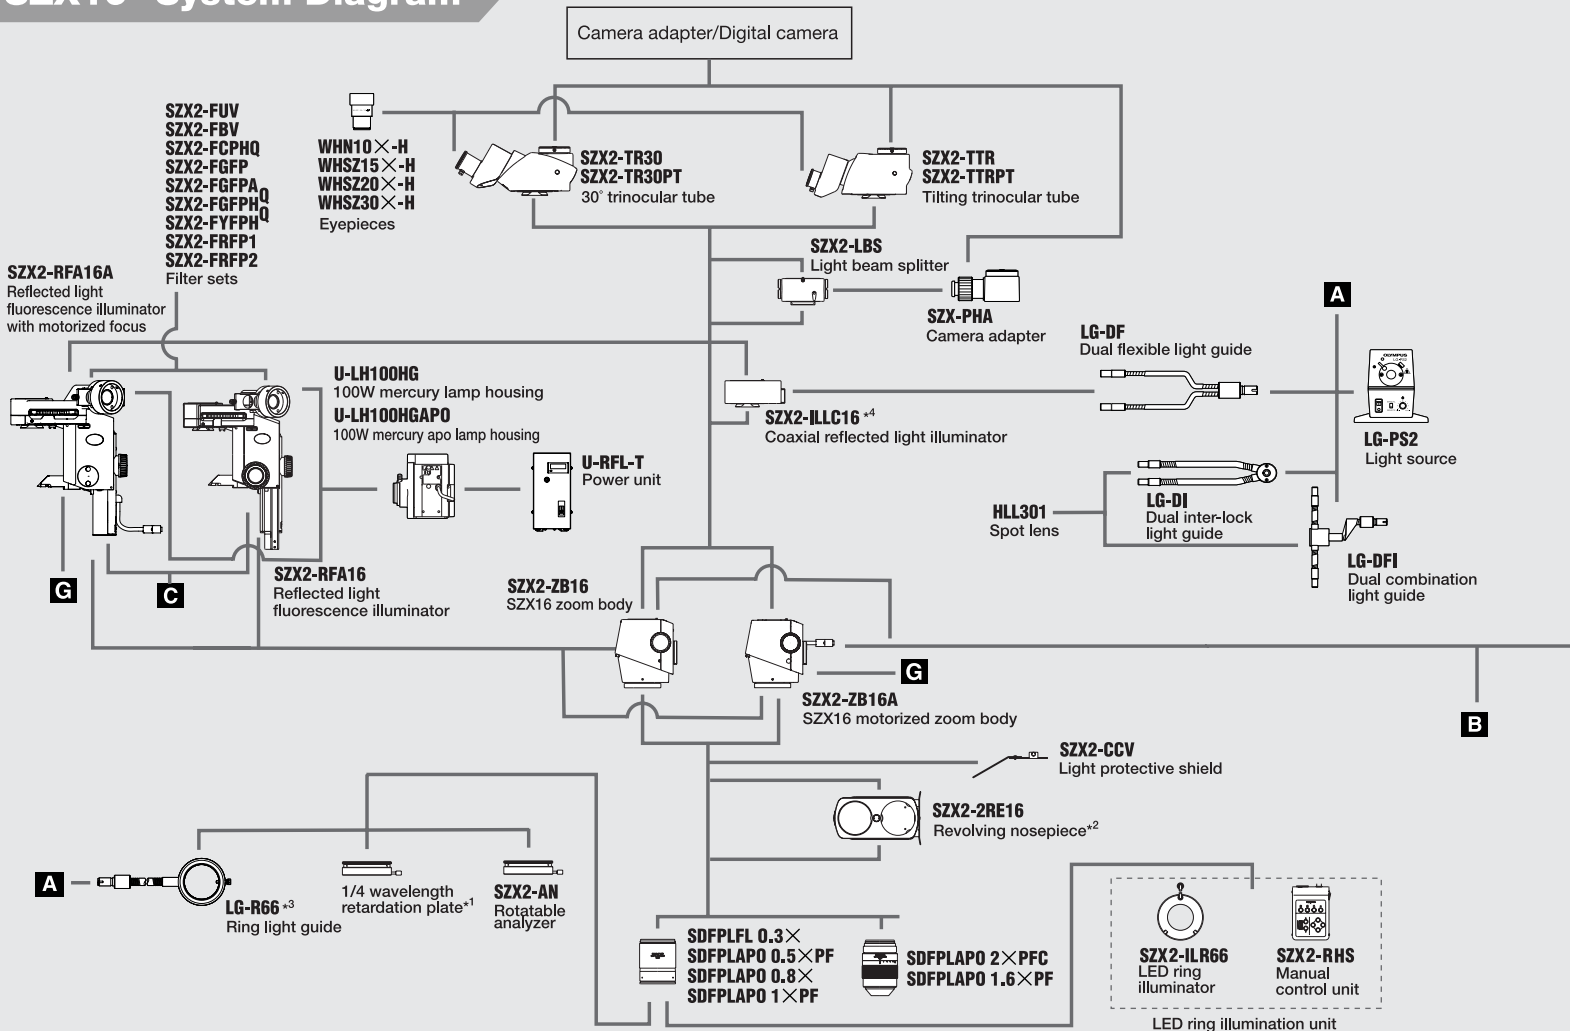 System Diagram
Camera adapter/Digital camera
SZX2-FUV
SZX2-FBV
SZX2-FCPHQ
SZX2-FGFP
SZX2-FGFPA
SZX2-FGFPHQ
SZX2-FYFPHQ
SZX2-FRFP1
SZX2-FRFP2
Filter sets
WHN10×-H
WHSZ15×-H
WHSZ20×-H
WHSZ30×-H
Eyepieces
SZX2-TR30
SZX2-TR30PT
30˚ trinocular tube
SZX2-TTR
SZX2-TTRPT
Tilting trinocular tube
SZX2-LBS
Light beam splitter
SZX-PHA
Camera adapter
SZX2-RFA16A
Reflected light
fluorescence illuminator
with motorized focus
A
LG-DF
Dual flexible light guide
OLYMPUS
LG-PS2
LG-PS2
Light source
U-LH100HG
100W mercury lamp housing
U-LH100HGAPO
100W mercury apo lamp housing
U-RFL-T
Power unit
SZX2-ILLC16 *4
Coaxial reflected light illuminator
LG-DI
Dual inter-lock
light guide
HLL301
Spot lens
LG-DFI
Dual combination
light guide
G
C
SZX2-RFA16
Reflected light
fluorescence illuminator
SZX2-ZB16
SZX16 zoom body
G
SZX2-ZB16A
SZX16 motorized zoom body
B
SZX2-CCV
Light protective shield
SZX2-2RE16
Revolving nosepiece*2
A
LG-R66 *3
Ring light guide
1/4 wavelength
retardation plate*1
SZX2-AN
Rotatable
analyzer
SDFPLFL 0.3×
SDFPLAPO 0.5×PF
SDFPLAPO 0.8×
SDFPLAPO 1×PF
SDFPLAPO 2×PFC
SDFPLAPO 1.6×PF
SZX2-ILR66
LED ring
illuminator
SZX2-RHS
Manual
control unit
LED ring illumination unit